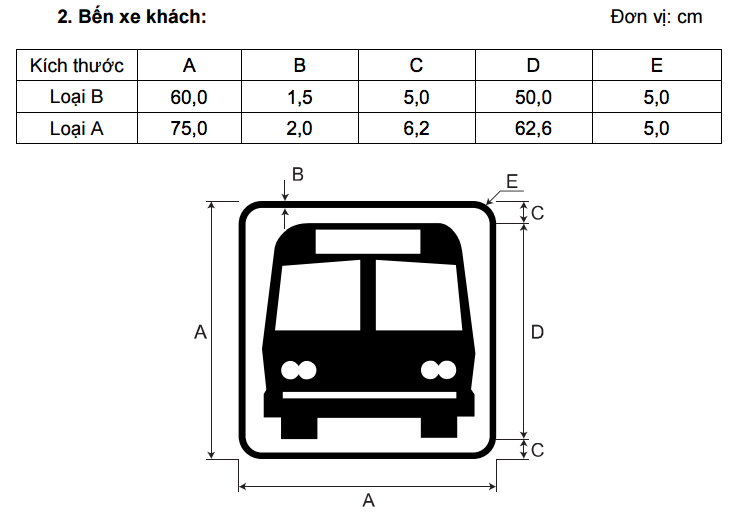 2. Bến xe khách: Đơn vị: cm
Kích thước A B C D E
Loại B 60,0 1,5 5,0 50,0 5,0
Loại A 75,0 2,0 6,2 62,6 5,0
B
E
C
A
D
C
A